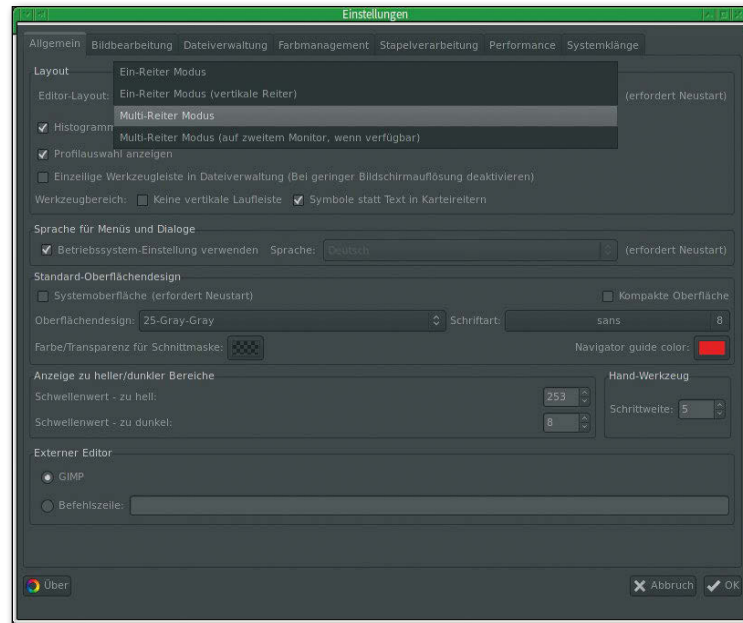 Einstellungen
Allgemein Bildbearbeitung Dateiverwaltung Farbmanagement Stapelverarbeitung Performance Systemklänge
Layout
Ein-Reiter Modus
Editor-Layout: Ein-Reiter Modus (vertikale Reiter) (erfordert Neustart)
Multi-Reiter Modus
Histogramm
Multi-Reiter Modus (auf zweitem Monitor, wenn verfügbar)
Profilauswahl anzeigen
Einzeilige Werkzeugleiste in Dateiverwaltung (Bei geringer Bildschirmauflösung deaktivieren)
Werkzeugbereich: Keine vertikale Laufleiste Symbole statt Text in Karteireitern
Sprache für Menüs und Dialoge
Betriebssystem-Einstellung verwenden Sprache: Deutsch (erfordert Neustart)
Standard-Oberflächendesign
Systemoberfläche (erfordert Neustart) Kompakte Oberfläche
Oberflächendesign: 25-Gray-Gray Schriftart: sans 8
Farbe/Transparenz für Schnittmaske: Navigator guide color:
Anzeige zu heller/dunkler Bereiche Hand-Werkzeug
Schwellenwert - zu hell: 253
Schrittweite: 5
Schwellenwert - zu dunkel: 8
Externer Editor
GIMP
Befehlszeile:
Über Abbruch OK